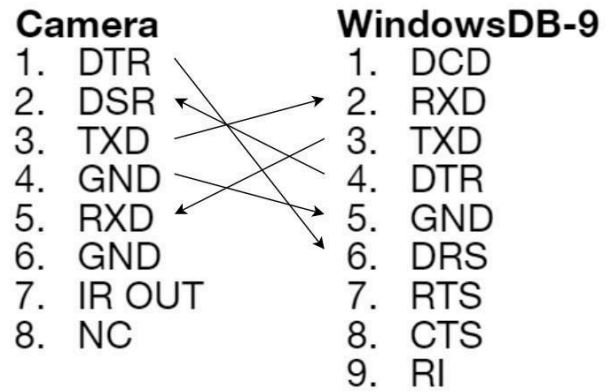 Camera
1. DTR
2. DSR
3. TXD
4. GND
5. RXD
6. GND
7. IR OUT
8. NC
WindowsDB-9
1. DCD
2. RXD
3. TXD
4. DTR
5. GND
6. DRS
7. RTS
8. CTS
9. RI